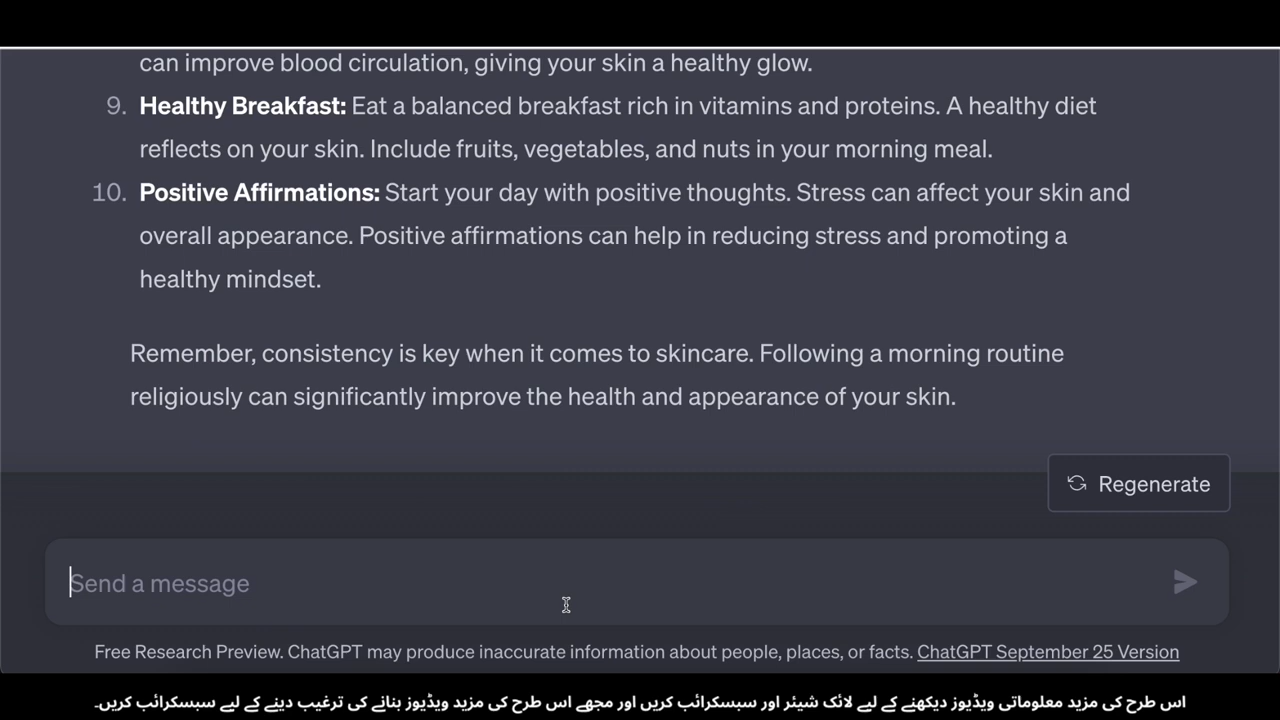 can improve blood circulation, giving your skin a healthy glow.
9. Healthy Breakfast: Eat a balanced breakfast rich in vitamins and proteins. A healthy diet
reflects on your skin. Include fruits, vegetables, and nuts in your morning meal.
10. Positive Affirmations: Start your day with positive thoughts. Stress can affect your skin and
overall appearance. Positive affirmations can help in reducing stress and promoting a
healthy mindset.
Remember, consistency is key when it comes to skincare. Following a morning routine
religiously can significantly improve the health and appearance of your skin.
Regenerate
Send a message
Free Research Preview. ChatGPT may produce inaccurate information about people, places, or facts. ChatGPT September 25 Version
اس طرح کی مزید معلوماتی ویڈیوز دیکھنے کے لیے لائک شیئر اور سبسکرائب کریں اور مجھے اس طرح کی مزید ویڈیوز بنانے کی ترغیب دینے کے لیے سبسکرائب کریں۔